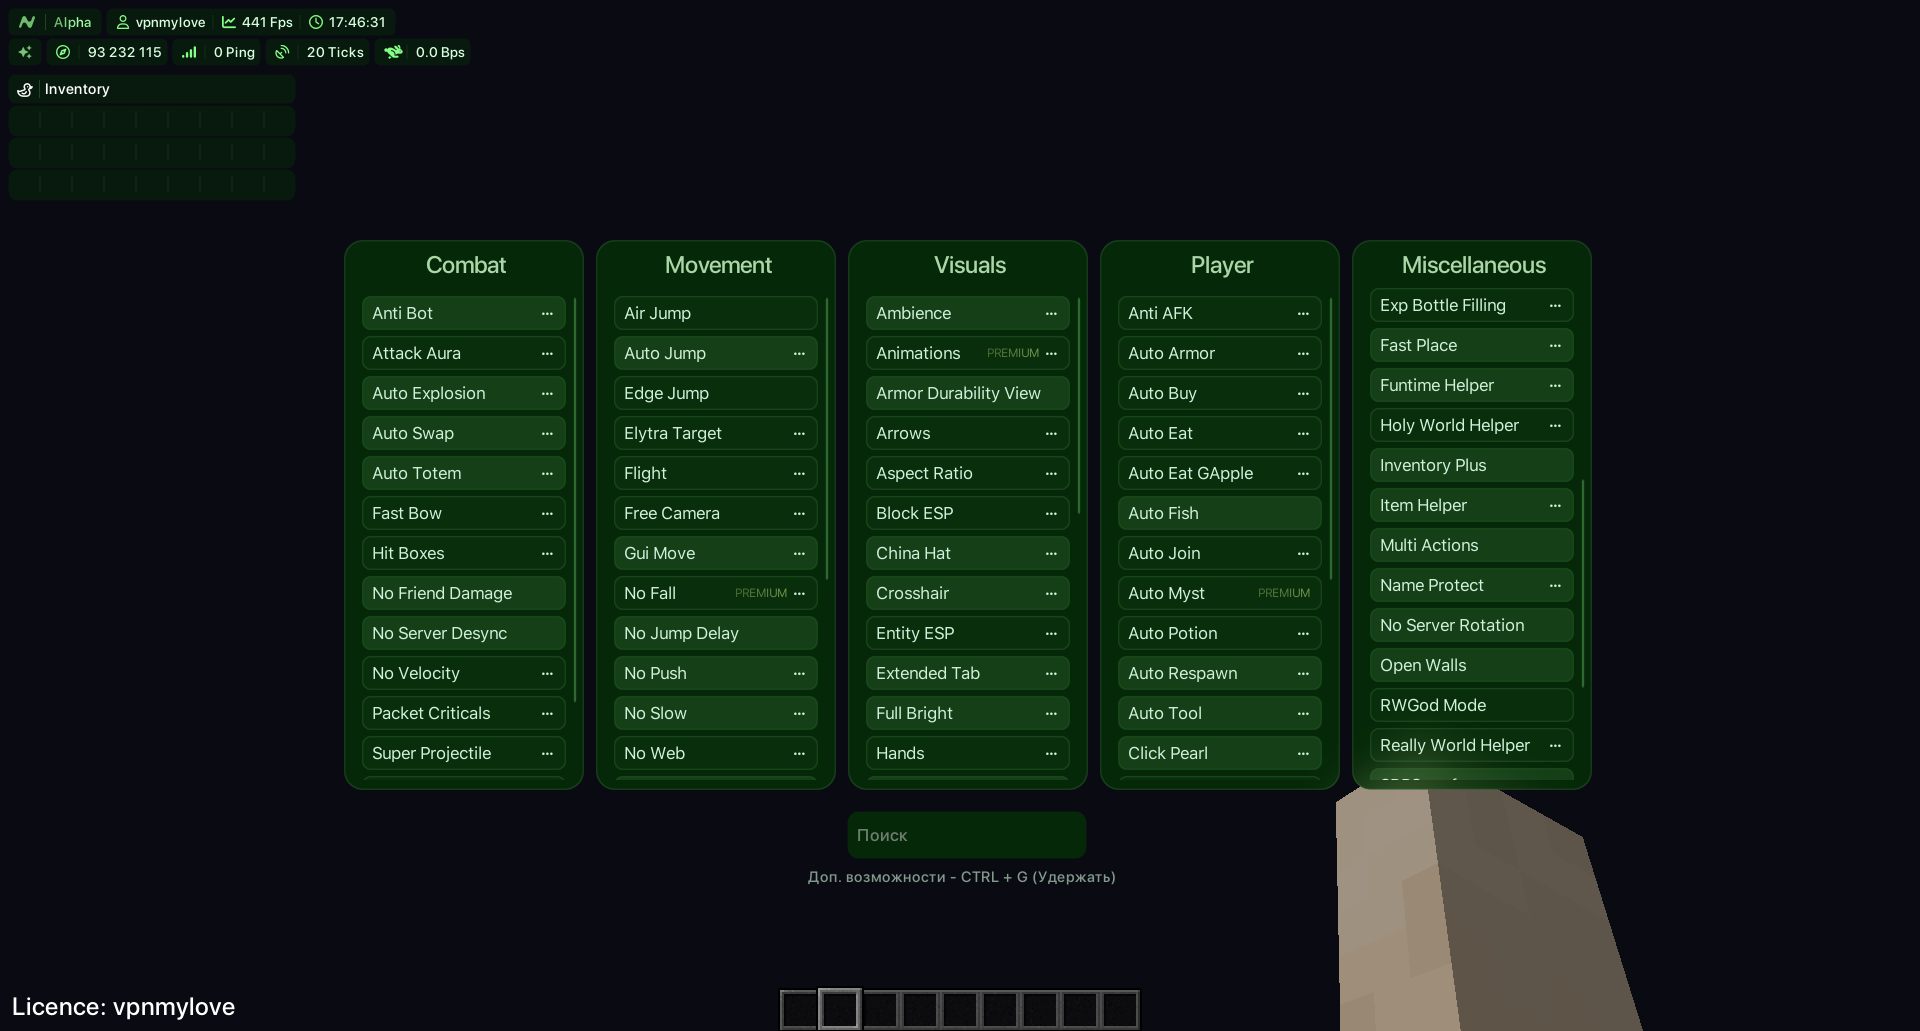 Alpha vpnmylove 441 Fps 17:46:31
93 232 115 0 Ping 20 Ticks 0.0 Bps
Inventory
Combat
Anti Bot
Attack Aura
Auto Explosion
Auto Swap
Auto Totem
Fast Bow
Hit Boxes
No Friend Damage
No Server Desync
No Velocity
Packet Criticals
Super Projectile
Movement
Air Jump
Auto Jump
Edge Jump
Elytra Target
Flight
Free Camera
Gui Move
No Fall PREMIUM
No Jump Delay
No Push
No Slow
No Web
Visuals
Ambience
Animations PREMIUM
Armor Durability View
Arrows
Aspect Ratio
Block ESP
China Hat
Crosshair
Entity ESP
Extended Tab
Full Bright
Hands
Player
Anti AFK
Auto Armor
Auto Buy
Auto Eat
Auto Eat GApple
Auto Fish
Auto Join
Auto Myst PREMIUM
Auto Potion
Auto Respawn
Auto Tool
Click Pearl
Miscellaneous
Exp Bottle Filling
Fast Place
Funtime Helper
Holy World Helper
Inventory Plus
Item Helper
Multi Actions
Name Protect
No Server Rotation
Open Walls
RWGod Mode
Really World Helper
Поиск
Доп. возможности - CTRL + G (Удержать)
Licence: vpnmylove